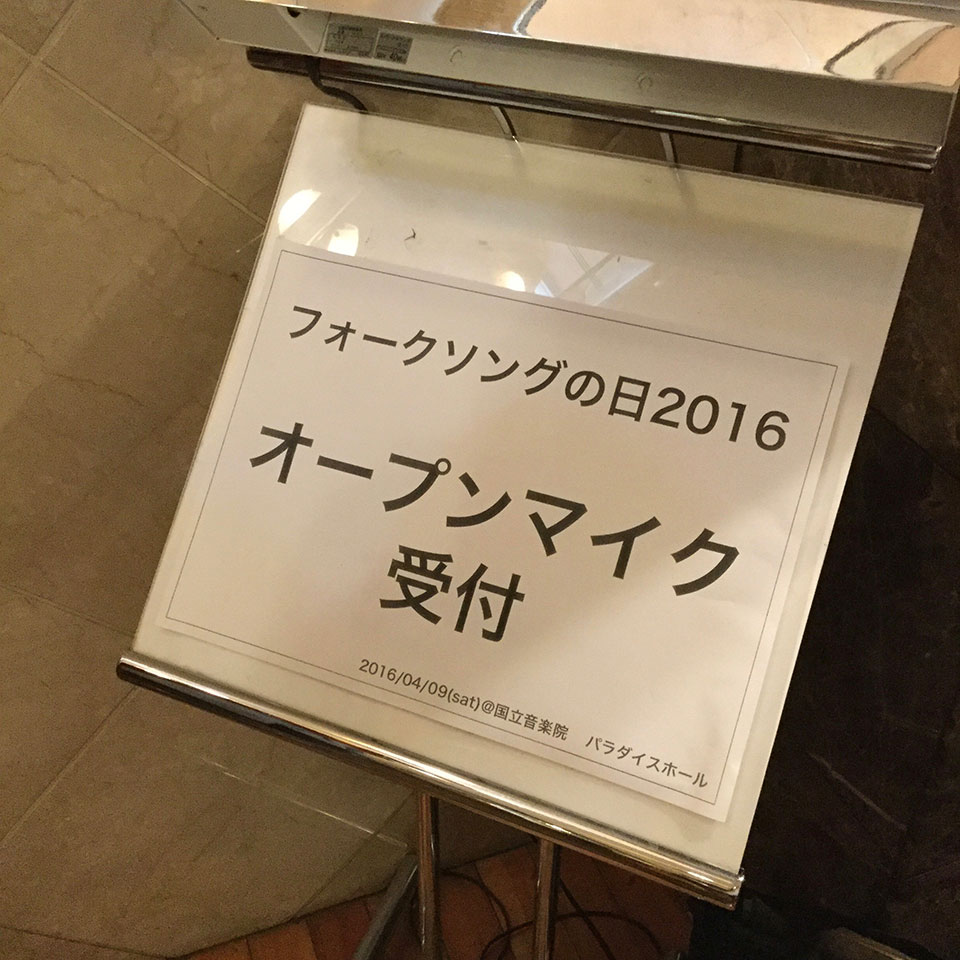 フォークソングの日2016
オープンマイク
受付
2016/04/09(sat)@国立音楽院　パラダイスホール